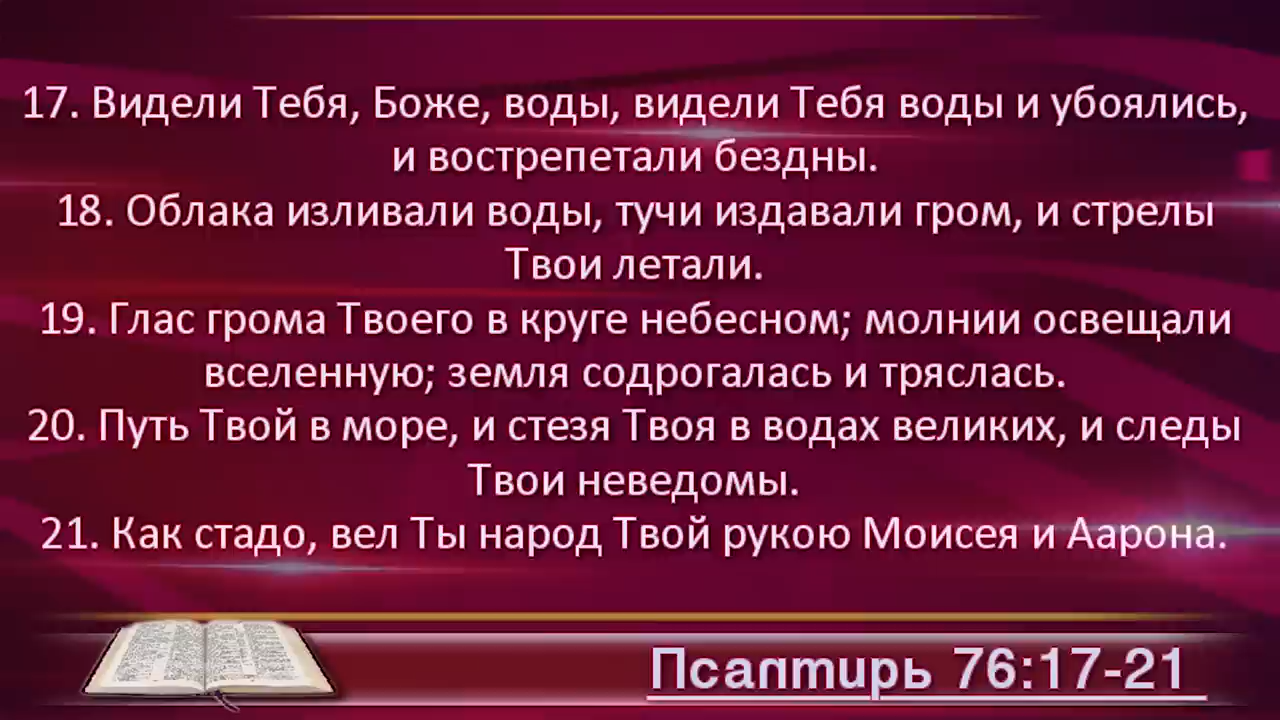 17. Видели Тебя, Боже, воды, видели Тебя воды и убоялись,
и вострепетали бездны.
18. Облака изливали воды, тучи издавали гром, и стрелы
Твои летали.
19. Глас грома Твоего в круге небесном; молнии освещали
вселенную; земля содрогалась и тряслась.
20. Путь Твой в море, и стезя Твоя в водах великих, и следы
Твои неведомы.
21. Как стадо, вел Ты народ Твой рукою Моисея и Аарона.
Псалтирь 76:17-21